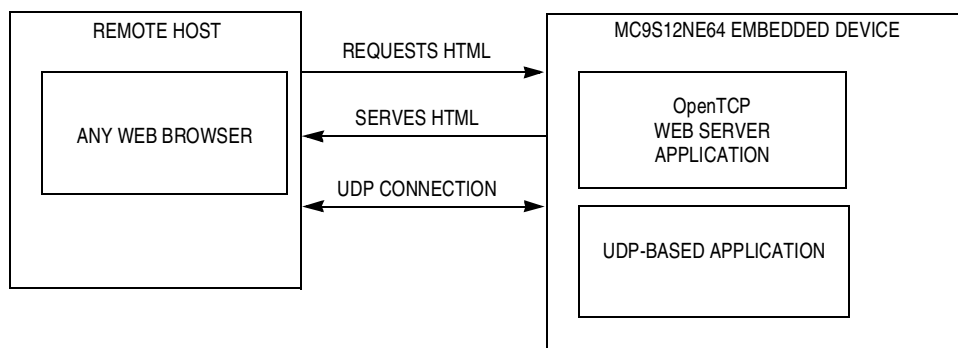 REMOTE HOST
ANY WEB BROWSER
REQUESTS HTML
SERVES HTML
UDP CONNECTION
MC9S12NE64 EMBEDDED DEVICE
OpenTCP
WEB SERVER
APPLICATION
UDP-BASED APPLICATION